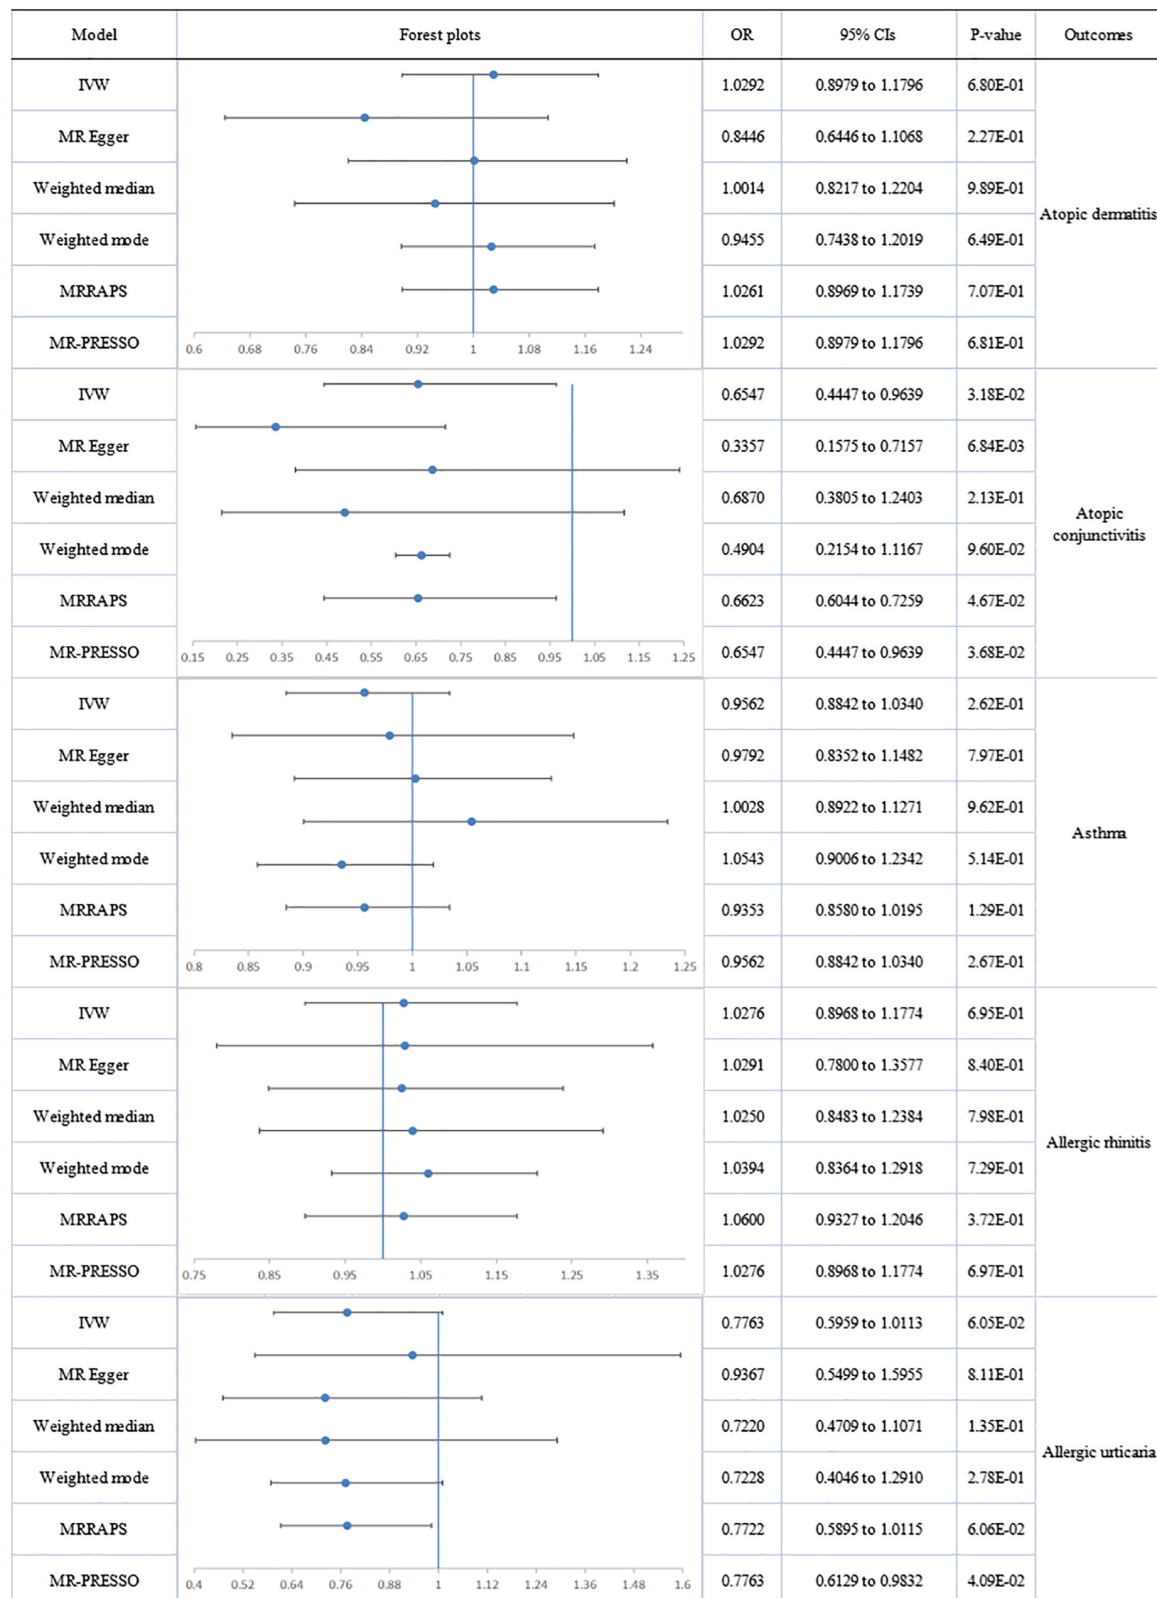 Model Forest plots OR 95% CIs P-value Outcomes
IVW 1.0292 0.8979 to 1.1796 6.80E-01
MR Egger 0.8446 0.6446 to 1.1068 2.27E-01
Weighted median 1.0014 0.8217 to 1.2204 9.89E-01
Atopic dermatitis
Weighted mode 0.9455 0.7438 to 1.2019 6.49E-01
MRRAPS 1.0261 0.8969 to 1.1739 7.07E-01
MR-PRESSO 1.0292 0.8979 to 1.1796 6.81E-01
0.6 0.68 0.76 0.84 0.92 1 1.08 1.16 1.24
IVW 0.6547 0.4447 to 0.9639 3.18E-02
MR Egger 0.3357 0.1575 to 0.7157 6.84E-03
Weighted median 0.6870 0.3805 to 1.2403 2.13E-01
Atopic
conjunctivitis
Weighted mode 0.4904 0.2154 to 1.1167 9.60E-02
MRRAPS 0.6623 0.6044 to 0.7259 4.67E-02
MR-PRESSO 0.6547 0.4447 to 0.9639 3.68E-02
0.15 0.25 0.35 0.45 0.55 0.65 0.75 0.85 0.95 1.05 1.15 1.25
IVW 0.9562 0.8842 to 1.0340 2.62E-01
MR Egger 0.9792 0.8352 to 1.1482 7.97E-01
Weighted median 1.0028 0.8922 to 1.1271 9.62E-01
Asthma
Weighted mode 1.0543 0.9006 to 1.2342 5.14E-01
MRRAPS 0.9353 0.8580 to 1.0195 1.29E-01
MR-PRESSO 0.9562 0.8842 to 1.0340 2.67E-01
0.8 0.85 0.9 0.95 1 1.05 1.1 1.15 1.2 1.25
IVW 1.0276 0.8968 to 1.1774 6.95E-01
MR Egger 1.0291 0.7800 to 1.3577 8.40E-01
Weighted median 1.0250 0.8483 to 1.2384 7.98E-01
Allergic rhinitis
Weighted mode 1.0394 0.8364 to 1.2918 7.29E-01
MRRAPS 1.0600 0.9327 to 1.2046 3.72E-01
MR-PRESSO 1.0276 0.8968 to 1.1774 6.97E-01
0.75 0.85 0.95 1.05 1.15 1.25 1.35
IVW 0.7763 0.5959 to 1.0113 6.05E-02
MR Egger 0.9367 0.5499 to 1.5955 8.11E-01
Weighted median 0.7220 0.4709 to 1.1071 1.35E-01
Allergic urticaria
Weighted mode 0.7228 0.4046 to 1.2910 2.78E-01
MRRAPS 0.7722 0.5895 to 1.0115 6.06E-02
MR-PRESSO 0.7763 0.6129 to 0.9832 4.09E-02
0.4 0.52 0.64 0.76 0.88 1 1.12 1.24 1.36 1.48 1.6